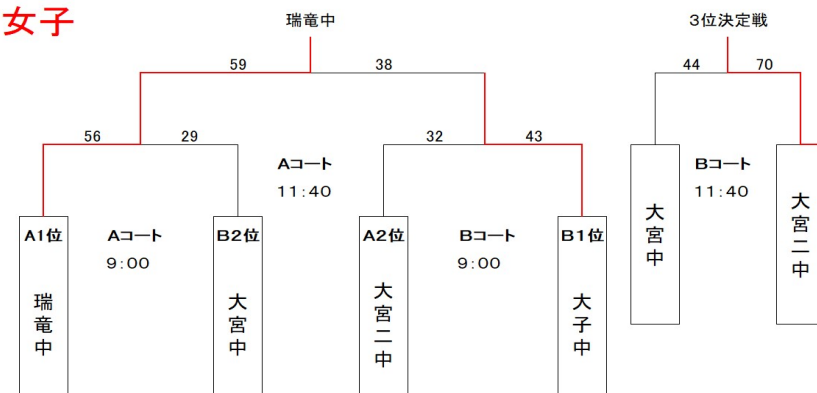 女子
瑞竜中
3位決定戦
59 38
44 70
56 29
32 43
Aコート
11:40
Bコート
11:40
A1位
Aコート
9:00
B2位
A2位
Bコート
9:00
B1位
瑞竜中
大宮中
大宮二中
大子中
大宮中
大宮二中